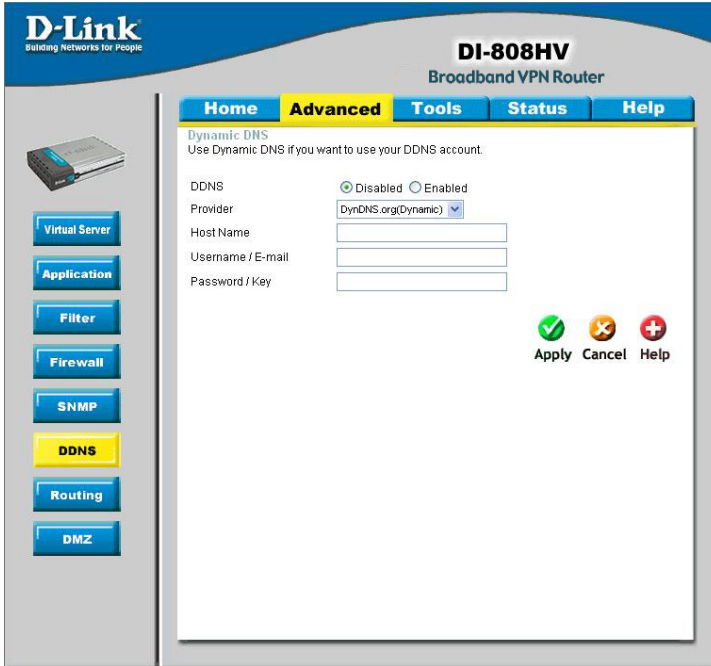 D-Link
Building Networks for People
DI-808HV
Broadband VPN Router
Home Advanced Tools Status Help
Dynamic DNS
Use Dynamic DNS if you want to use your DDNS account.
DDNS Disabled Enabled
Provider DynDNS.org(Dynamic)
Host Name
Username / E-mail
Password / Key
Apply Cancel Help
Virtual Server
Application
Filter
Firewall
SNMP
DDNS
Routing
DMZ